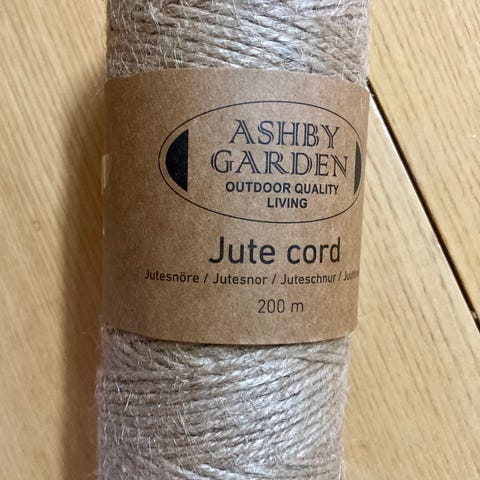 ASHBY
GARDEN
OUTDOOR QUALITY
LIVING
Jute cord
Jutesnöre / Jutesnor / Juteschnur /
200 m